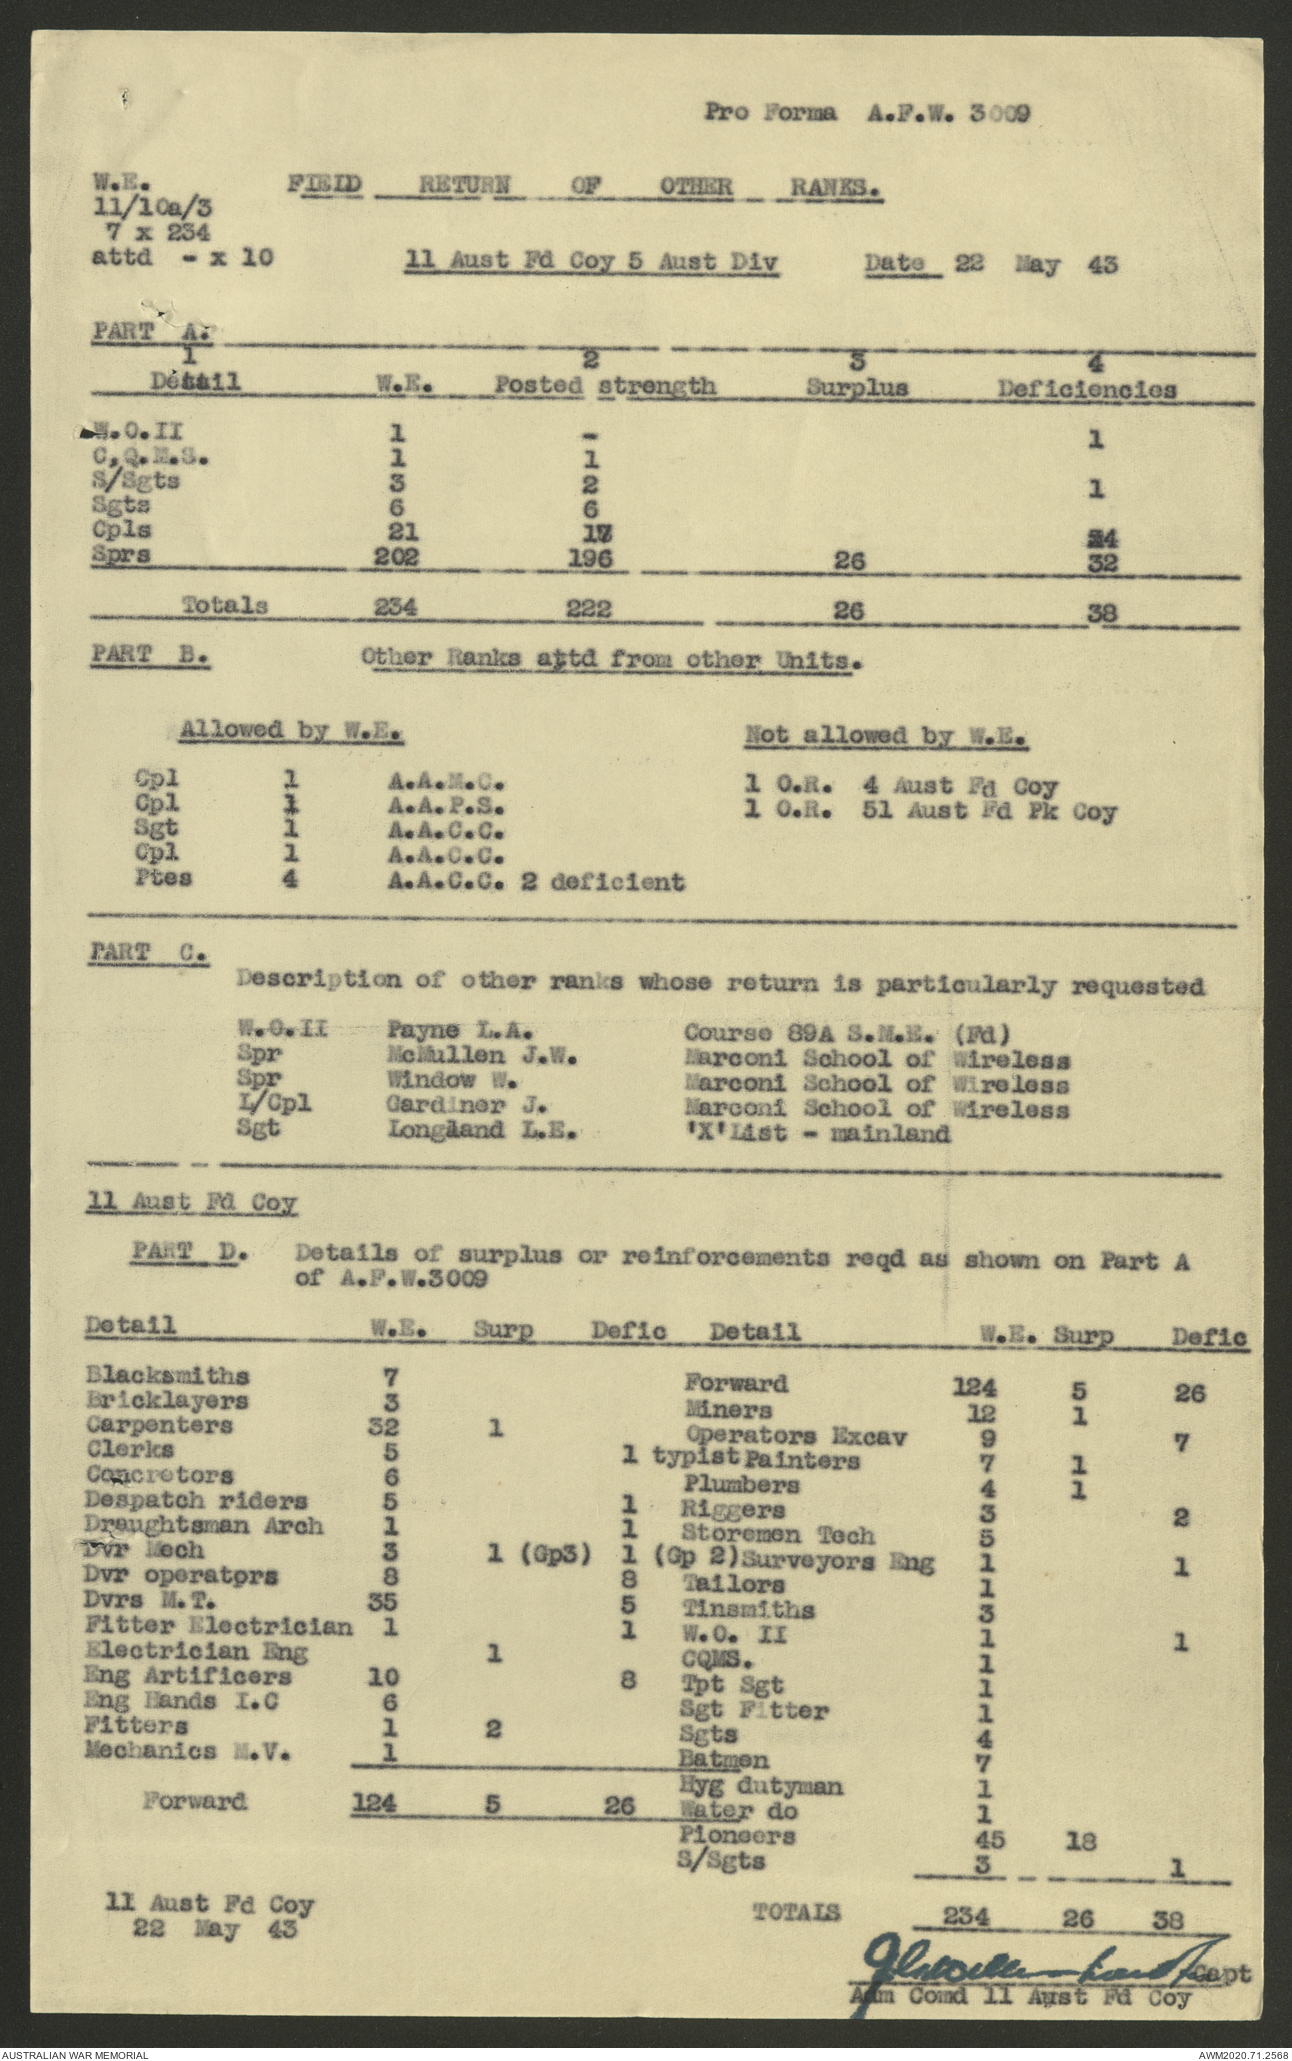 Pro Forma A.F.W. 3009
W.E. FIELD RETURN OF OTHER RANKS.
11/10a/3
7 x 234
attd - x 10 11 Aust Fd Coy 5 Aust Div Date 22 May 43
PART A.
1 2 3 4
Detail W.E. Posted strength Surplus Deficiencies
W.O.II 1 - 1
C.Q.M.S. 1 1
S/Sgts 3 2 1
Sgts 6 6
Cpls 21 17 4
Sprs 202 196 26 32
Totals 234 222 26 38
PART B. Other Ranks attd from other Units.
Allowed by W.E. Not allowed by W.E.
Cpl 1 A.A.M.C. 1 O.R. 4 Aust Fd Coy
Cpl 1 A.A.P.S. 1 O.R. 51 Aust Fd Pk Coy
Sgt 1 A.A.C.C.
Cpl 1 A.A.C.C.
Ptes 4 A.A.C.C. 2 deficient
PART C.
Description of other ranks whose return is particularly requested
W.O.II Payne L.A. Course 89A S.M.E. (Fd)
Spr McMullen J.W. Marconi School of Wireless
Spr Window W. Marconi School of Wireless
L/Cpl Gardiner J. Marconi School of Wireless
Sgt Longland L.E. 'X'List - mainland
11 Aust Fd Coy
PART D. Details of surplus or reinforcements reqd as shown on Part A
of A.F.W.3009
Detail W.E. Surp Defic Detail W.E. Surp Defic
Blacksmiths 7 Forward 124 5 26
Bricklayers 3 Miners 12 1
Carpenters 32 1 Operators Excav 9 7
Clerks 5 1 typist Painters 7 1
Concretors 6 Plumbers 4 1
Despatch riders 5 1 Riggers 3 2
Draughtsman Arch 1 1 Storemen Tech 5
Dvr Mech 3 1 (Gp3) 1 (Gp 2) Surveyors Eng 1 1
Dvr operators 8 8 Tailors 1
Dvrs M.T. 35 5 Tinsmiths 3
Fitter Electrician 1 1 W.O. II 1 1
Electrician Eng 1 CQMS. 1
Eng Artificers 10 8 Tpt Sgt 1
Eng Hands I.C 6 Sgt Fitter 1
Fitters 1 2 Sgts 4
Mechanics M.V. 1 Batmen 7
Hyg dutyman 1
Forward 124 5 26 Water do 1
Pioneers 45 18
S/Sgts 3 1
11 Aust Fd Coy TOTALS 234 26 38
22 May 43
Capt
Adm Comd 11 Aust Fd Coy
AUSTRALIAN WAR MEMORIAL AWM2020.71.2568